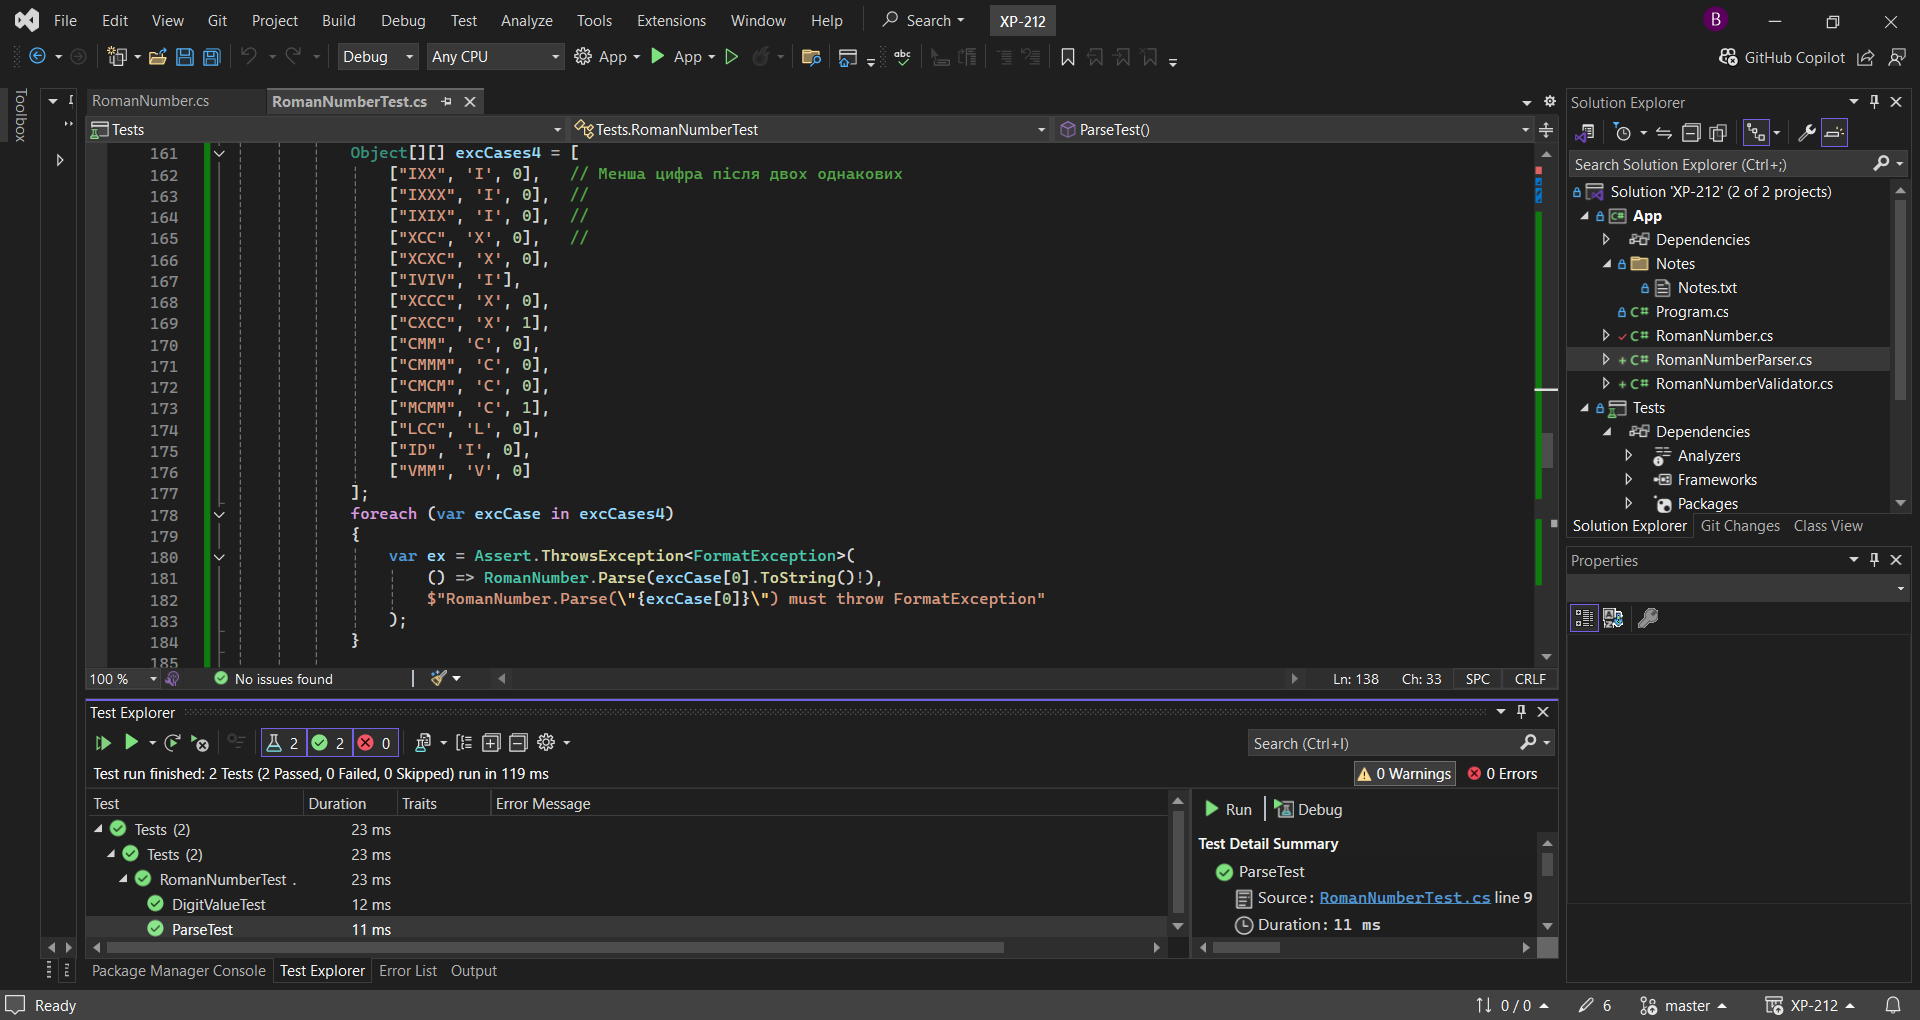 File Edit View Git Project Build Debug Test Analyze Tools Extensions Window Help Search XP-212 B
Debug Any CPU App App GitHub Copilot
Toolbox
RomanNumber.cs RomanNumberTest.cs
Tests Tests.RomanNumberTest ParseTest()
161 Object[][] excCases4 = [
162 ["IXX", 'I', 0], // Менша цифра після двох однакових
163 ["IXXX", 'I', 0], //
164 ["IXIX", 'I', 0], //
165 ["XCC", 'X', 0], //
166 ["XCXC", 'X', 0],
167 ["IVIV", 'I'],
168 ["XCCC", 'X', 0],
169 ["CXCC", 'X', 1],
170 ["CMM", 'C', 0],
171 ["CMMM", 'C', 0],
172 ["CMCM", 'C', 0],
173 ["MCMM", 'C', 1],
174 ["LCC", 'L', 0],
175 ["ID", 'I', 0],
176 ["VMM", 'V', 0]
177 ];
178 foreach (var excCase in excCases4)
179 {
180 var ex = Assert.ThrowsException<FormatException>(
181 () => RomanNumber.Parse(excCase[0].ToString()!),
182 $"RomanNumber.Parse(\"{excCase[0]}\") must throw FormatException"
183 );
184 }
185
100 % No issues found Ln: 138 Ch: 33 SPC CRLF
Test Explorer
2 2 0 Search (Ctrl+I)
Test run finished: 2 Tests (2 Passed, 0 Failed, 0 Skipped) run in 119 ms 0 Warnings 0 Errors
Test Duration Traits Error Message
Tests (2) 23 ms
Tests (2) 23 ms
RomanNumberTest . 23 ms
DigitValueTest 12 ms
ParseTest 11 ms
Run Debug
Test Detail Summary
ParseTest
Source: RomanNumberTest.cs line 9
Duration: 11 ms
Package Manager Console Test Explorer Error List Output
Solution Explorer
Search Solution Explorer (Ctrl+;)
Solution 'XP-212' (2 of 2 projects)
C# App
Dependencies
Notes
Notes.txt
C# Program.cs
C# RomanNumber.cs
+ C# RomanNumberParser.cs
+ C# RomanNumberValidator.cs
Tests
Dependencies
Analyzers
Frameworks
Packages
Solution Explorer Git Changes Class View
Properties
Ready 0 / 0 6 master XP-212